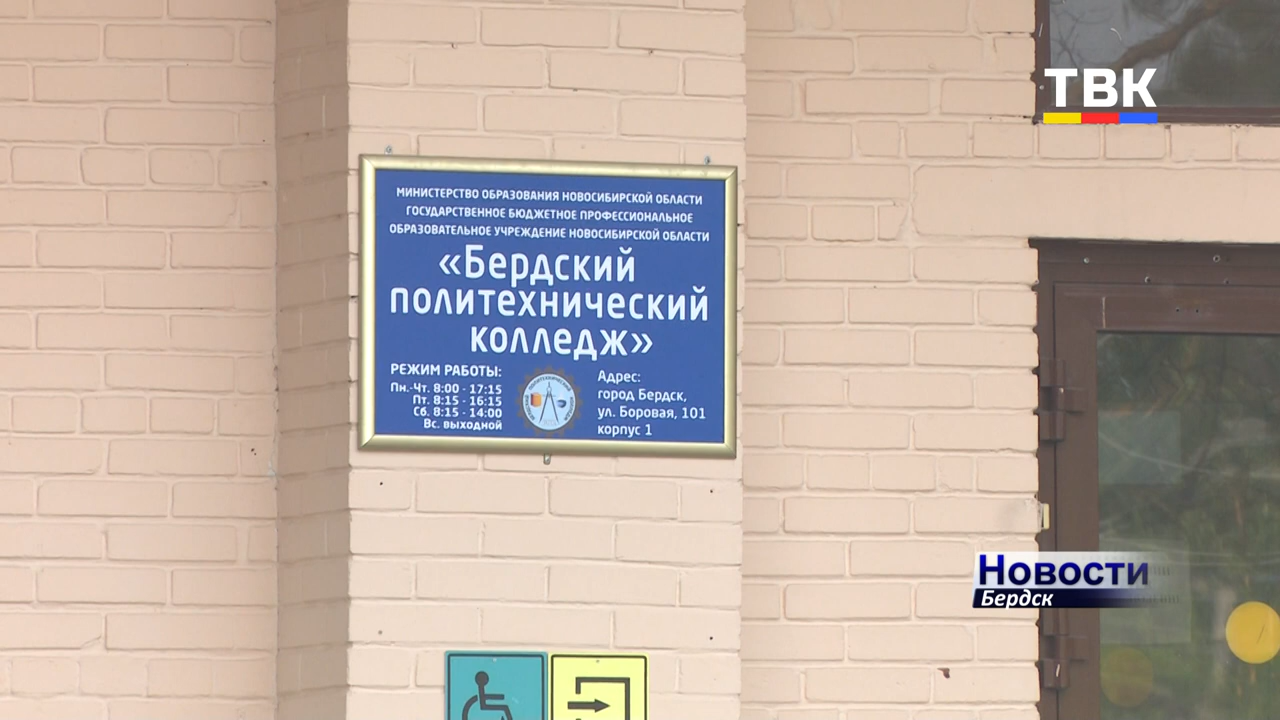 ТВК
МИНИСТЕРСТВО ОБРАЗОВАНИЯ НОВОСИБИРСКОЙ ОБЛАСТИ
ГОСУДАРСТВЕННОЕ БЮДЖЕТНОЕ ПРОФЕССИОНАЛЬНОЕ
ОБРАЗОВАТЕЛЬНОЕ УЧРЕЖДЕНИЕ НОВОСИБИРСКОЙ ОБЛАСТИ
«Бердский
политехнический
колледж»
РЕЖИМ РАБОТЫ:
Пн.-Чт. 8:00 - 17:15
Пт. 8:15 - 16:15
Сб. 8:15 - 14:00
Вс. выходной
Адрес:
город Бердск,
ул. Боровая, 101
корпус 1
Новости
Бердск